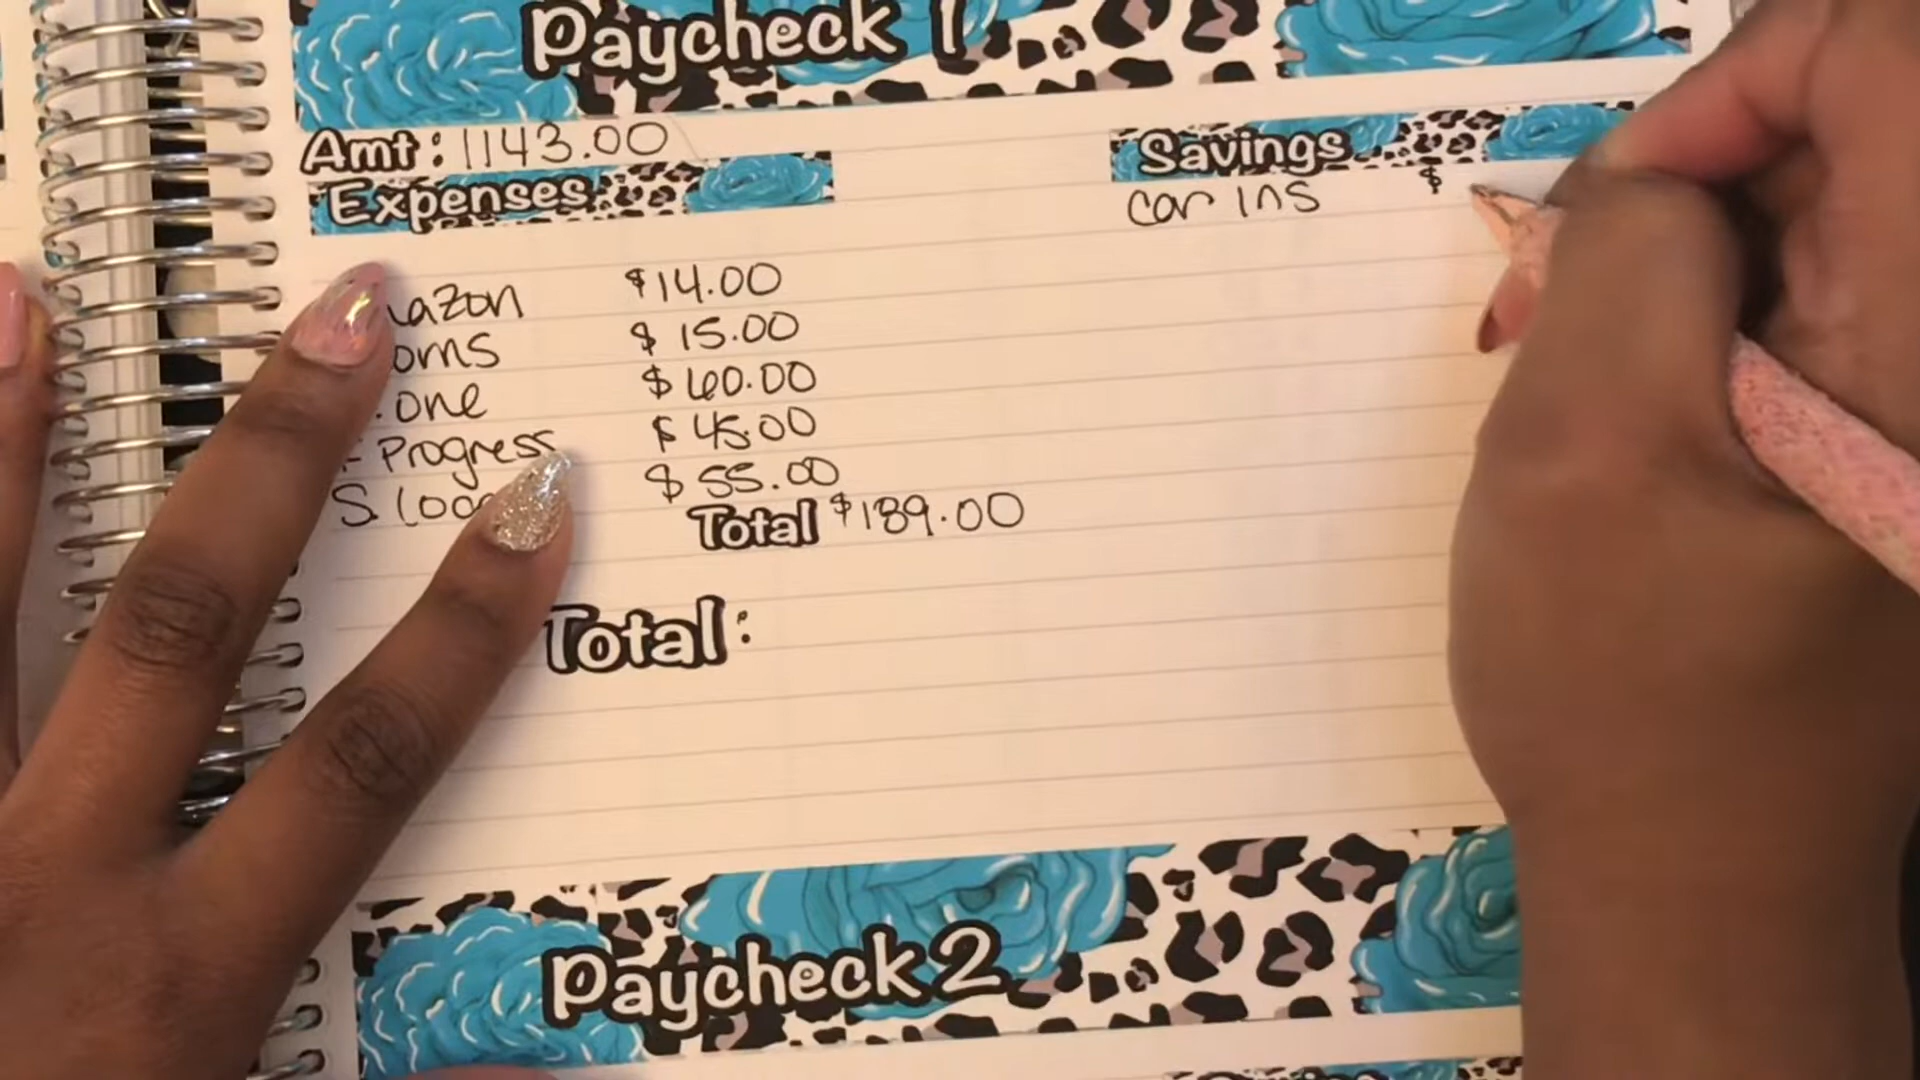 Paycheck 1
Amt: 1143.00
Savings
Expenses
car ins $
azon $14.00
oms $15.00
one $60.00
Progress $45.00
S. loa $55.00
Total $189.00
Total:
Paycheck 2